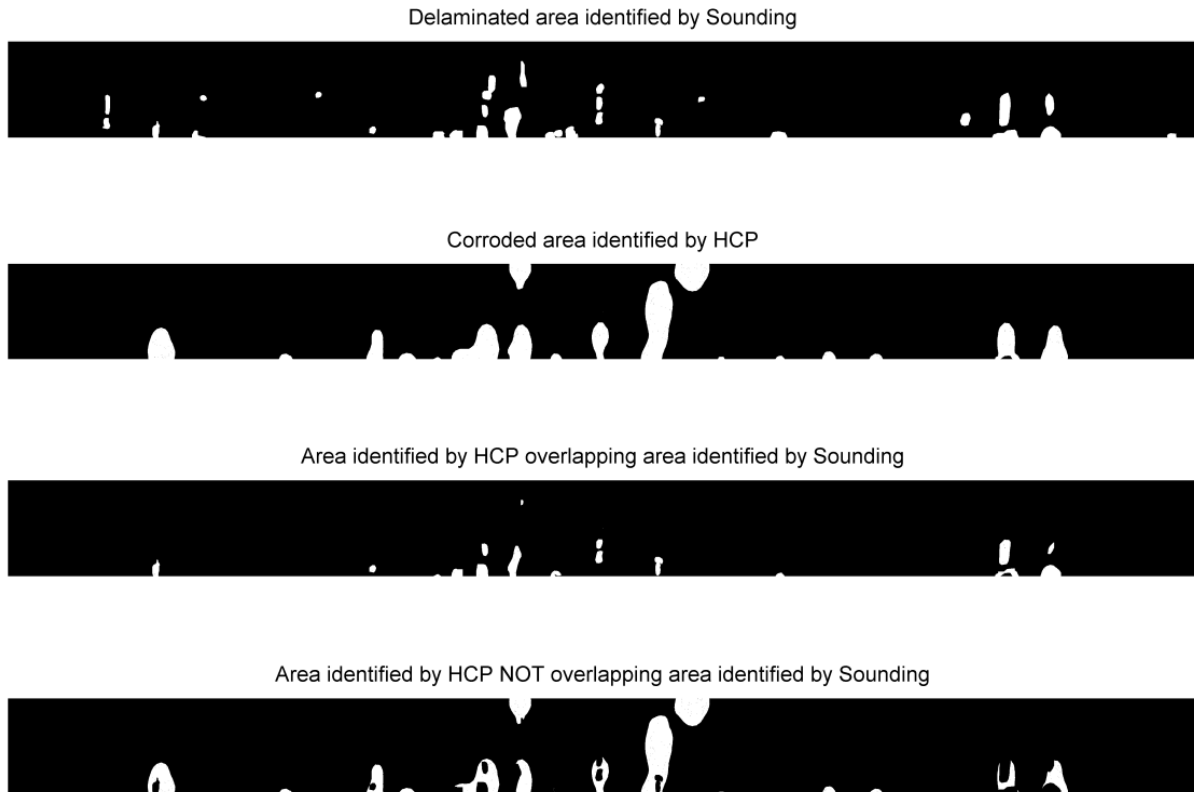 Delaminated area identified by Sounding
Corroded area identified by HCP
Area identified by HCP overlapping area identified by Sounding
Area identified by HCP NOT overlapping area identified by Sounding